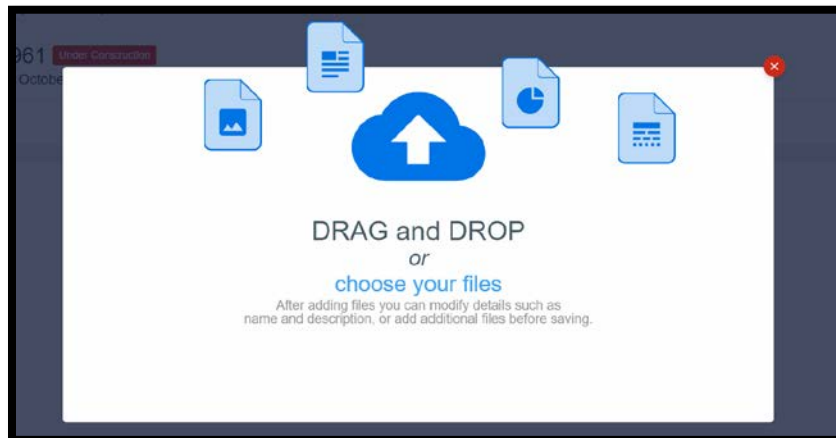 961 Under Construction
October
DRAG and DROP
or
choose your files
After adding files you can modify details such as
name and description, or add additional files before saving.